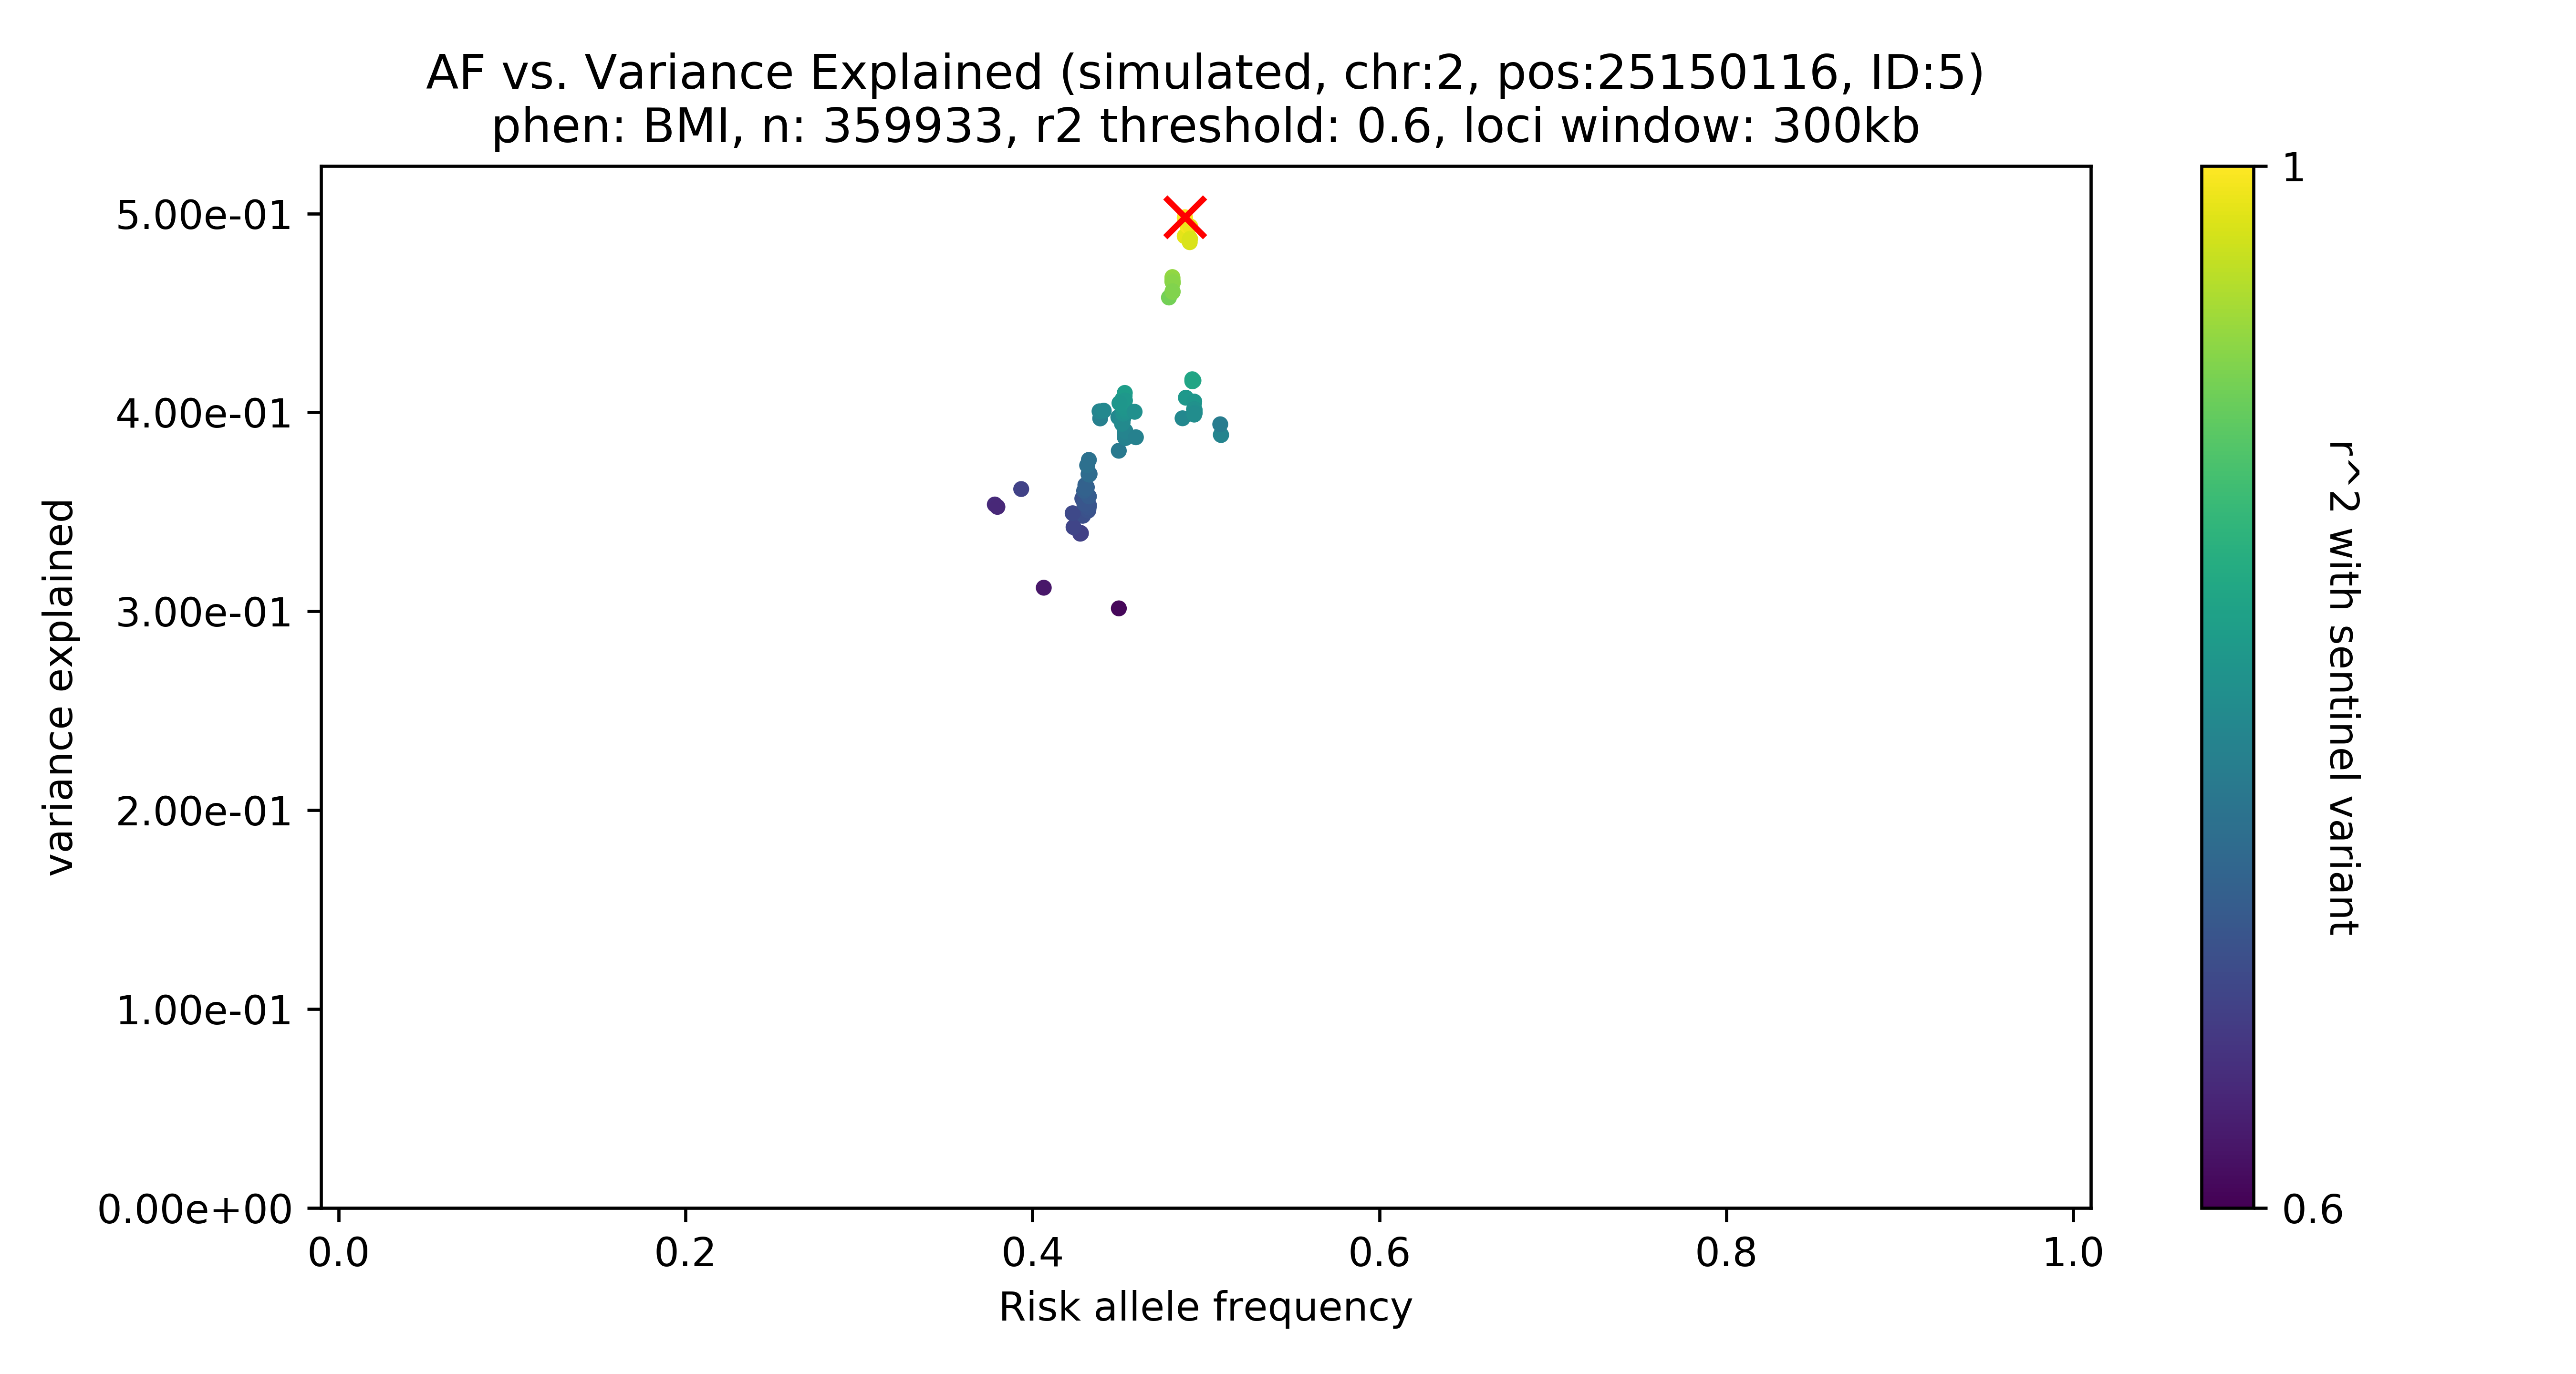 AF vs. Variance Explained (simulated, chr:2, pos:25150116, ID:5)
phen: BMI, n: 359933, r2 threshold: 0.6, loci window: 300kb
variance explained
5.00e-01
4.00e-01
3.00e-01
2.00e-01
1.00e-01
0.00e+00
0.0 0.2 0.4 0.6 0.8 1.0
Risk allele frequency
1
0.6
r^2 with sentinel variant